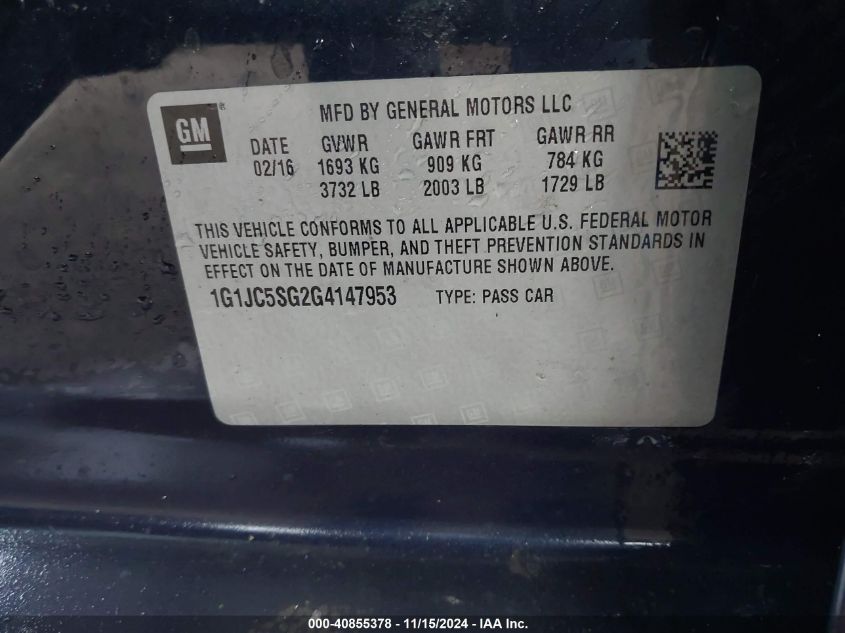 GM ®
MFD BY GENERAL MOTORS LLC
DATE GVWR GAWR FRT GAWR RR
02/16 1693 KG 909 KG 784 KG
3732 LB 2003 LB 1729 LB
THIS VEHICLE CONFORMS TO ALL APPLICABLE U.S. FEDERAL MOTOR
VEHICLE SAFETY, BUMPER, AND THEFT PREVENTION STANDARDS IN
EFFECT ON THE DATE OF MANUFACTURE SHOWN ABOVE.
1G1JC5SG2G4147953 TYPE: PASS CAR
000-40855378 - 11/15/2024 - IAA Inc.